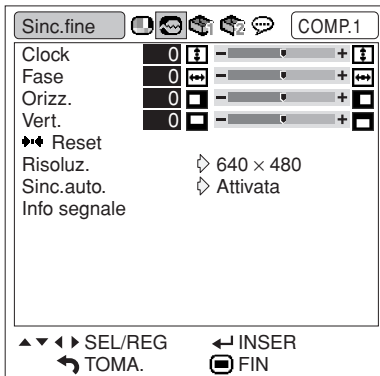 Sinc.fine COMP.1
Clock 0 − +
Fase 0 − +
Orizz. 0 − +
Vert. 0 − +
Reset
Risoluz. 640 × 480
Sinc.auto. Attivata
Info segnale
SEL/REG INSER
TOMA. FIN